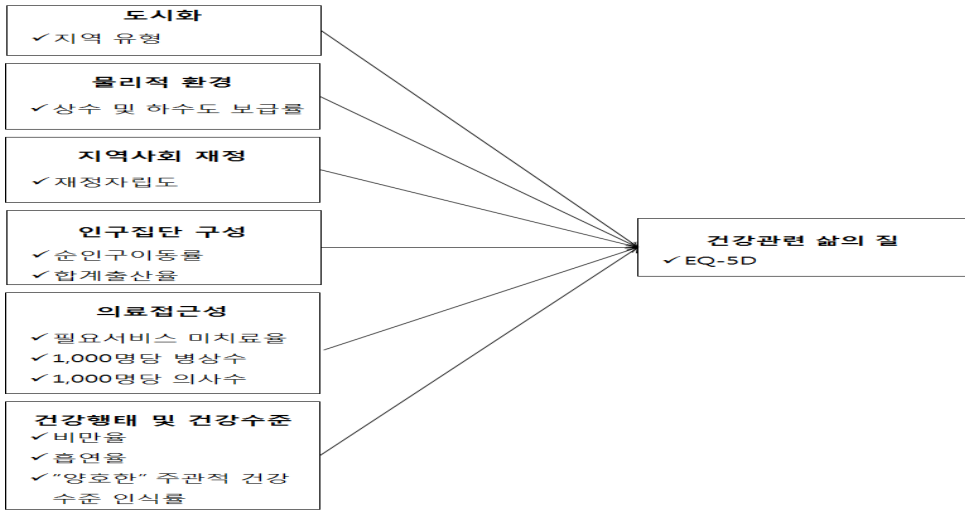 도시화
✓지역 유형
물리적 환경
✓상수 및 하수도 보급률
지역사회 재정
✓재정자립도
인구집단 구성
✓순인구이동률
✓합계출산율
의료접근성
✓필요서비스 미치료율
✓1,000명당 병상수
✓1,000명당 의사수
건강행태 및 건강수준
✓비만율
✓흡연율
✓"양호한" 주관적 건강
수준 인식률
건강관련 삶의 질
✓EQ-5D